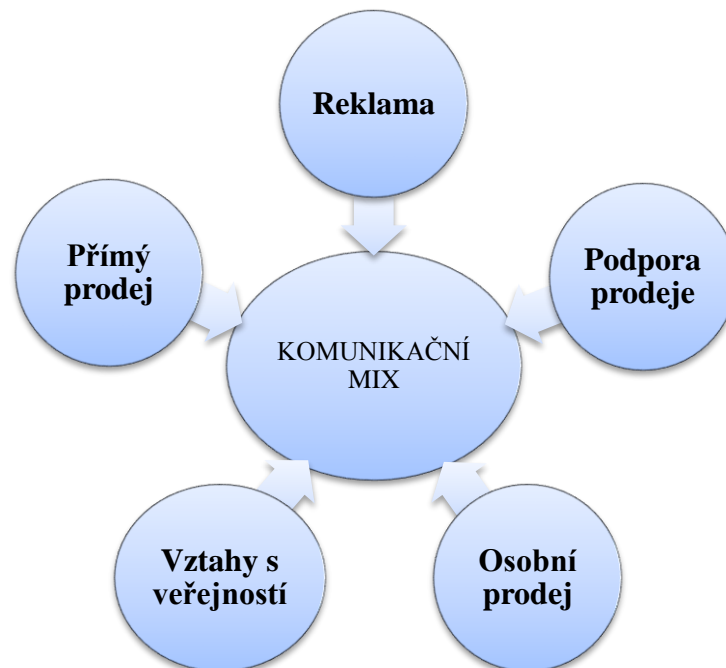 Reklama
Přímý
prodej
Podpora
prodeje
KOMUNIKAČNÍ
MIX
Vztahy s
veřejností
Osobní
prodej